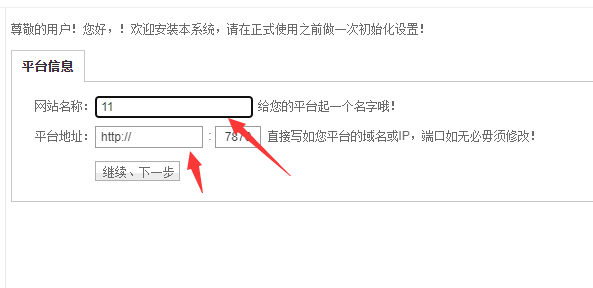 尊敬的用户！您好，！欢迎安装本系统，请在正式使用之前做一次初始化设置！
平台信息
网站名称： 11 给您的平台起一个名字哦！
平台地址： http:// : 直接写如您平台的域名或IP，端口如无必毋须修改！
继续、下一步